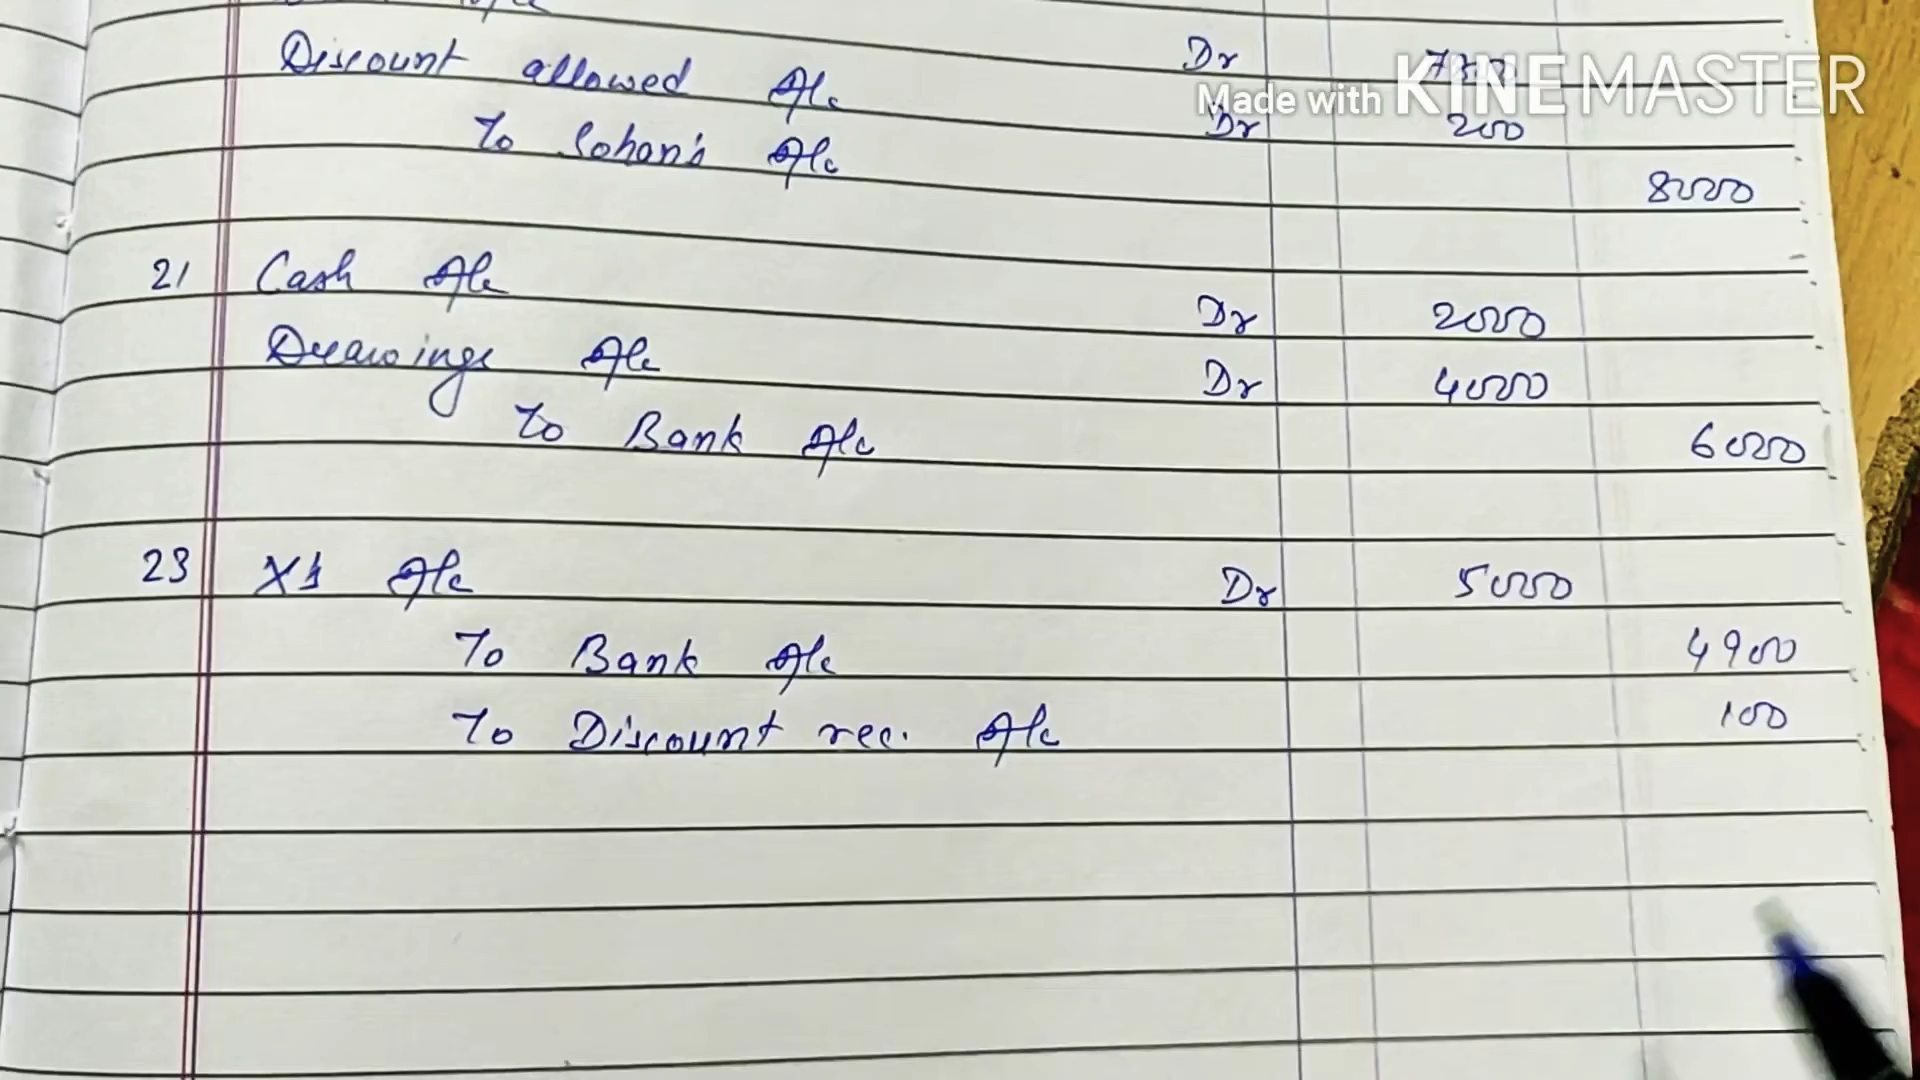 Discount allowed A/c Dr
Made with KINEMASTER
To Sohan's A/c Dr 200
8000
21 Cash A/c Dr 2000
Drawings A/c Dr 4000
To Bank A/c 6000
23 X's A/c Dr 5000
To Bank A/c 4900
To Discount rec. A/c 100